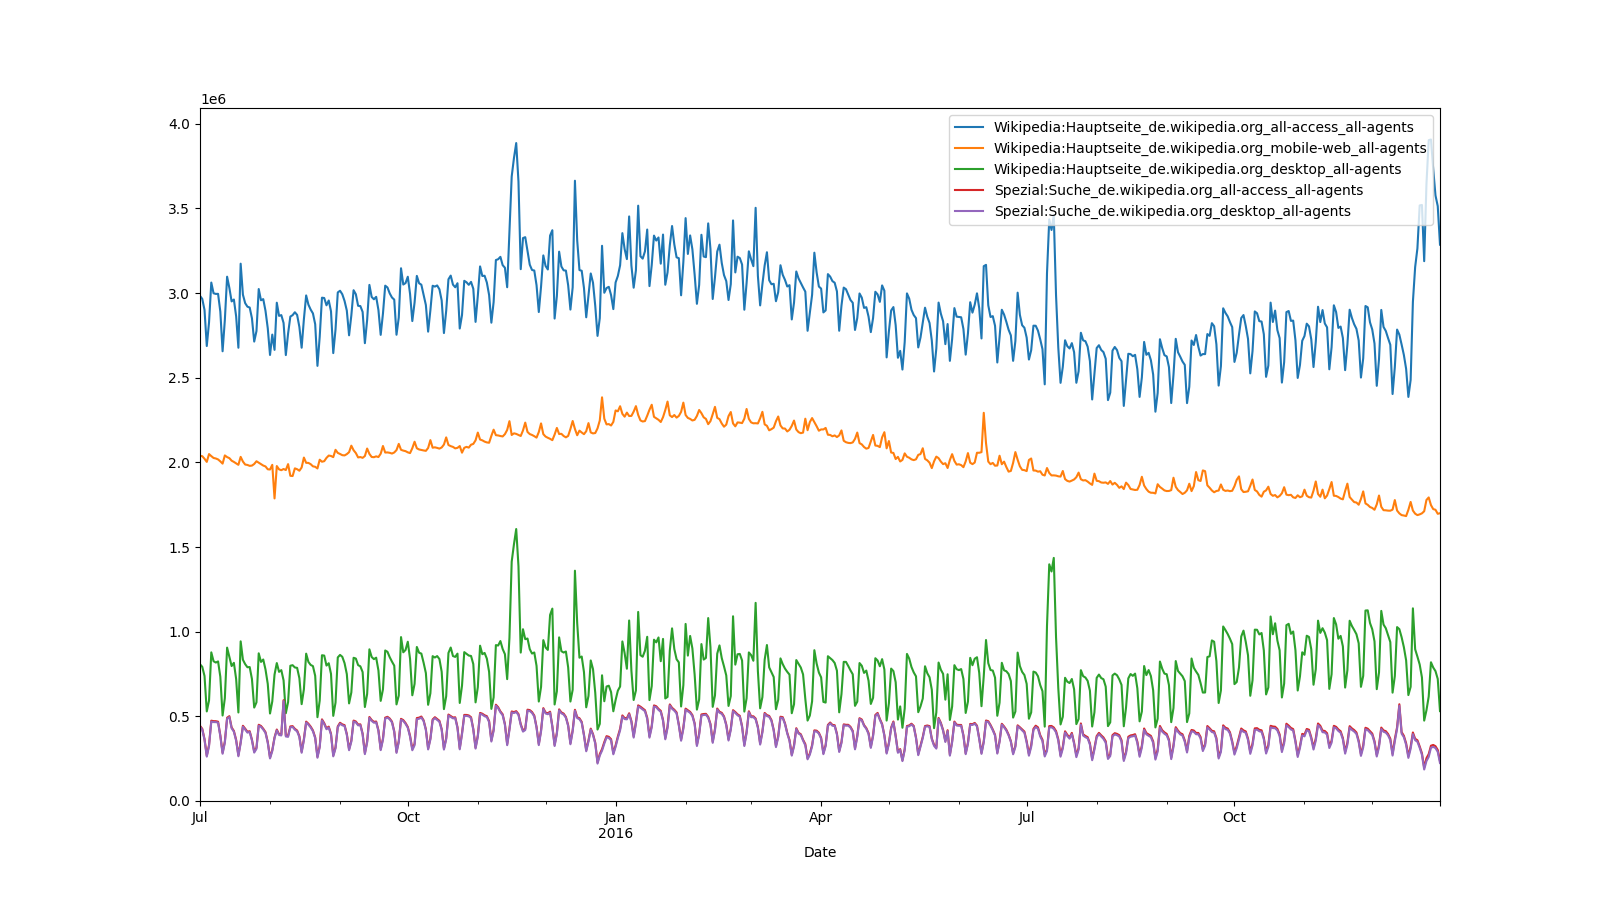 1e6
4.0
3.5
3.0
2.5
2.0
1.5
1.0
0.5
0.0
Wikipedia:Hauptseite_de.wikipedia.org_all-access_all-agents
Wikipedia:Hauptseite_de.wikipedia.org_mobile-web_all-agents
Wikipedia:Hauptseite_de.wikipedia.org_desktop_all-agents
Spezial:Suche_de.wikipedia.org_all-access_all-agents
Spezial:Suche_de.wikipedia.org_desktop_all-agents
Jul Oct Jan Apr Jul Oct
2016
Date